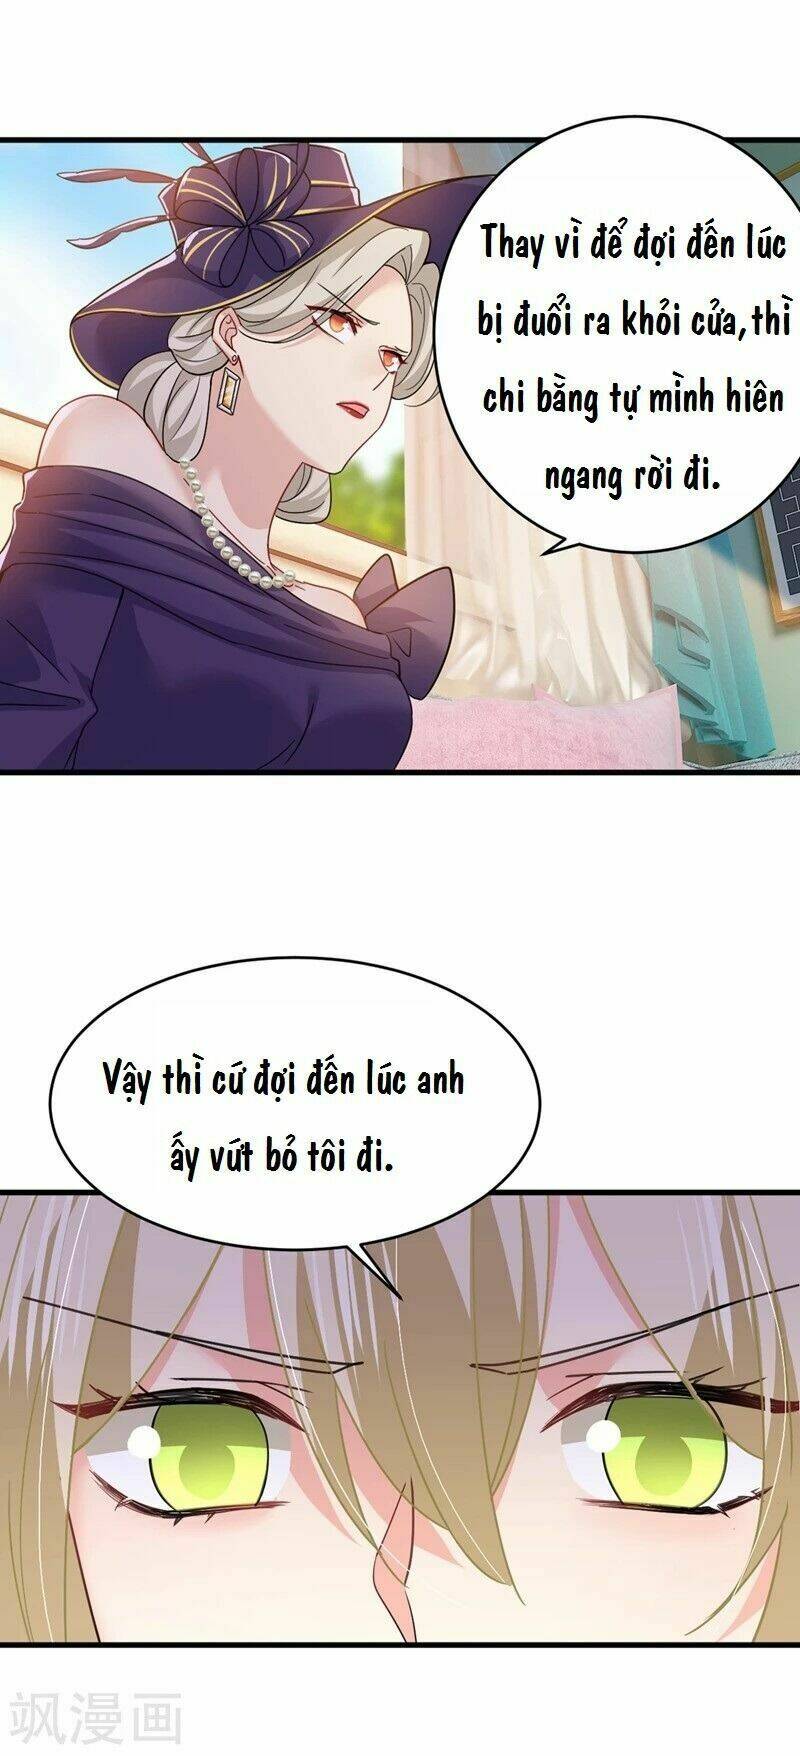 Thay vì để đợi đến lúc
bị đuổi ra khỏi cửa,thì
chi bằng tự mình hiên
ngang rời đi.
Vậy thì cứ đợi đến lúc anh
ấy vứt bỏ tôi đi.
飒漫画